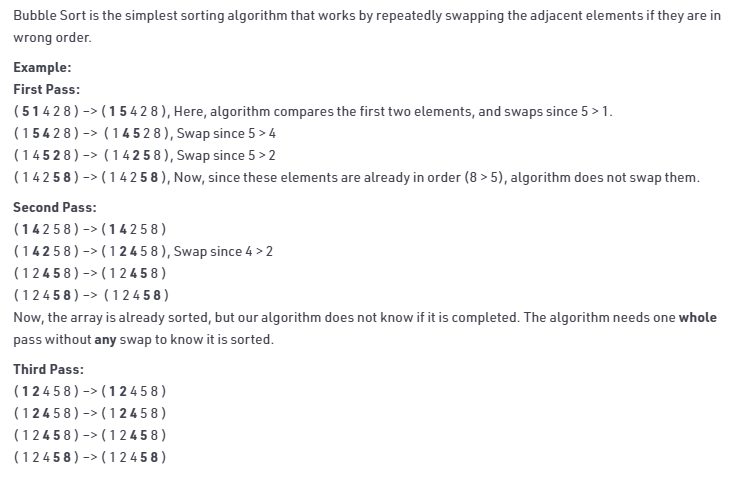 Bubble Sort is the simplest sorting algorithm that works by repeatedly swapping the adjacent elements if they are in
wrong order.
Example:
First Pass:
( 5 1 4 2 8 ) –> ( 1 5 4 2 8 ), Here, algorithm compares the first two elements, and swaps since 5 > 1.
( 1 5 4 2 8 ) –> ( 1 4 5 2 8 ), Swap since 5 > 4
( 1 4 5 2 8 ) –> ( 1 4 2 5 8 ), Swap since 5 > 2
( 1 4 2 5 8 ) –> ( 1 4 2 5 8 ), Now, since these elements are already in order (8 > 5), algorithm does not swap them.
Second Pass:
( 1 4 2 5 8 ) –> ( 1 4 2 5 8 )
( 1 4 2 5 8 ) –> ( 1 2 4 5 8 ), Swap since 4 > 2
( 1 2 4 5 8 ) –> ( 1 2 4 5 8 )
( 1 2 4 5 8 ) –> ( 1 2 4 5 8 )
Now, the array is already sorted, but our algorithm does not know if it is completed. The algorithm needs one whole
pass without any swap to know it is sorted.
Third Pass:
( 1 2 4 5 8 ) –> ( 1 2 4 5 8 )
( 1 2 4 5 8 ) –> ( 1 2 4 5 8 )
( 1 2 4 5 8 ) –> ( 1 2 4 5 8 )
( 1 2 4 5 8 ) –> ( 1 2 4 5 8 )